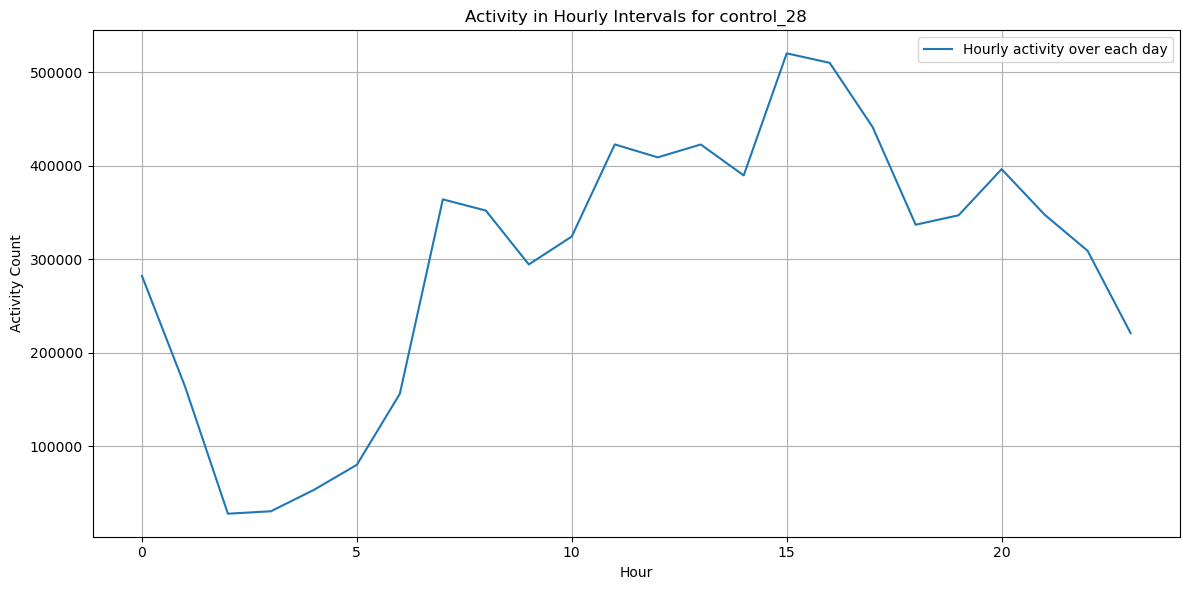 Activity in Hourly Intervals for control_28
Hourly activity over each day
Activity Count
500000
400000
300000
200000
100000
0 5 10 15 20
Hour